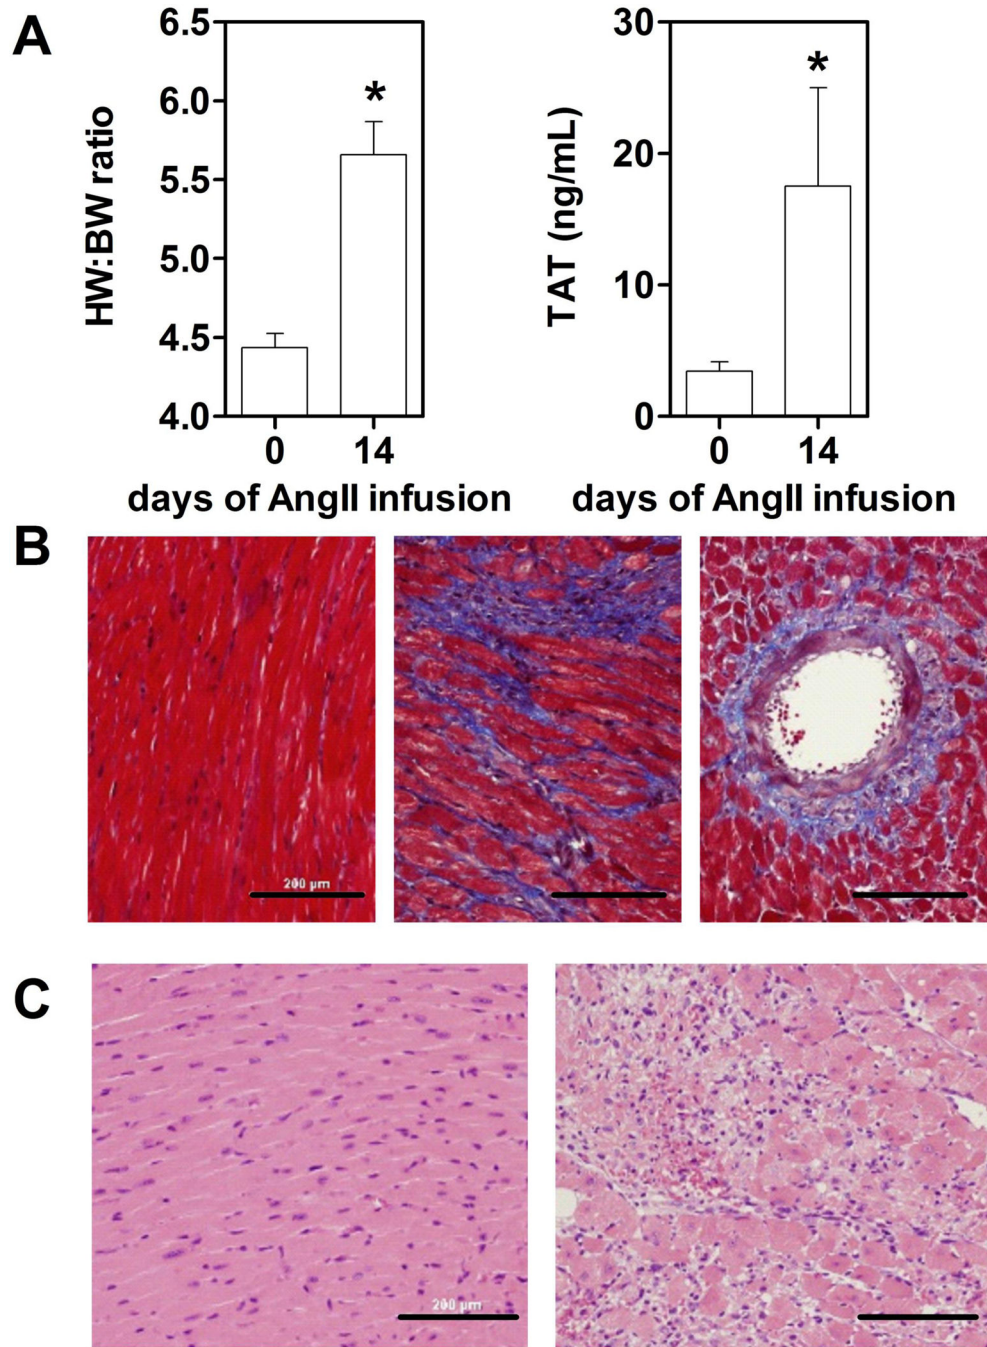 A
6.5
6.0
5.5
5.0
4.5
4.0
HW:BW ratio
*
0 14
days of AngII infusion
30
20
10
0
TAT (ng/mL)
*
0 14
days of AngII infusion
B
200 µm
C
200 µm